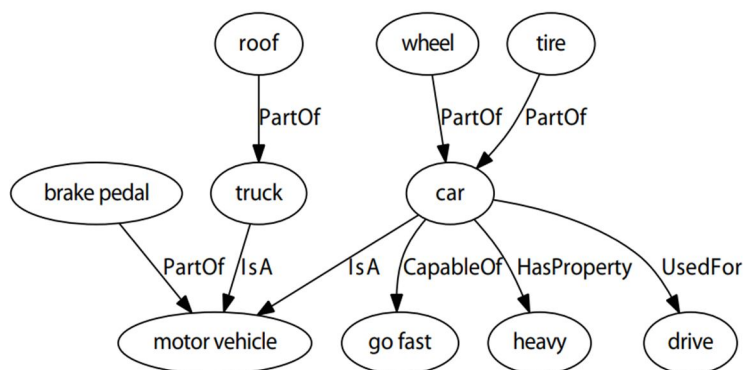 roof
wheel
tire
PartOf
PartOf
PartOf
brake pedal
truck
car
PartOf
IsA
IsA
CapableOf
HasProperty
UsedFor
motor vehicle
go fast
heavy
drive